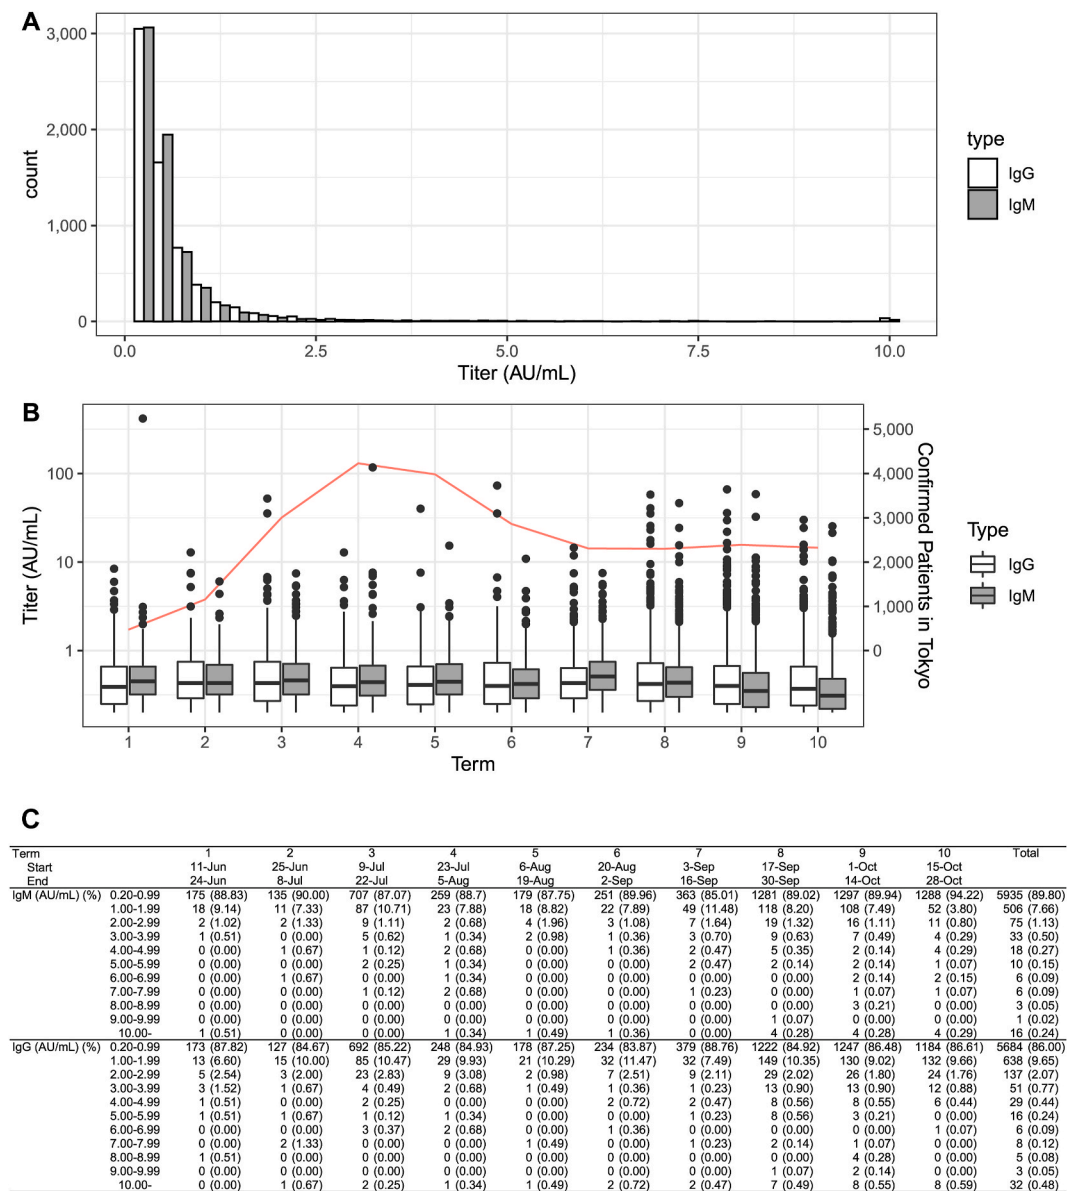 A
3,000
2,000
1,000
0
count
0.0 2.5 5.0 7.5 10.0
Titer (AU/mL)
type
IgG
IgM
B
100
10
1
Titer (AU/mL)
5,000
4,000
3,000
2,000
1,000
0
Confirmed Patients in Tokyo
1 2 3 4 5 6 7 8 9 10
Term
Type
IgG
IgM
C
Term 1 2 3 4 5 6 7 8 9 10 Total
Start 11-Jun 25-Jun 9-Jul 23-Jul 6-Aug 20-Aug 3-Sep 17-Sep 1-Oct 15-Oct
End 24-Jun 8-Jul 22-Jul 5-Aug 19-Aug 2-Sep 16-Sep 30-Sep 14-Oct 28-Oct
IgM (AU/mL) (%) 0.20-0.99 175 (88.83) 135 (90.00) 707 (87.07) 259 (88.7) 179 (87.75) 251 (89.96) 363 (85.01) 1281 (89.02) 1297 (89.94) 1288 (94.22) 5935 (89.80)
1.00-1.99 18 (9.14) 11 (7.33) 87 (10.71) 23 (7.88) 18 (8.82) 22 (7.89) 49 (11.48) 118 (8.20) 108 (7.49) 52 (3.80) 506 (7.66)
2.00-2.99 2 (1.02) 2 (1.33) 9 (1.11) 2 (0.68) 4 (1.96) 3 (1.08) 7 (1.64) 19 (1.32) 16 (1.11) 11 (0.80) 75 (1.13)
3.00-3.99 1 (0.51) 0 (0.00) 5 (0.62) 1 (0.34) 2 (0.98) 1 (0.36) 3 (0.70) 9 (0.63) 7 (0.49) 4 (0.29) 33 (0.50)
4.00-4.99 0 (0.00) 1 (0.67) 1 (0.12) 2 (0.68) 0 (0.00) 1 (0.36) 2 (0.47) 5 (0.35) 2 (0.14) 4 (0.29) 18 (0.27)
5.00-5.99 0 (0.00) 0 (0.00) 2 (0.25) 1 (0.34) 0 (0.00) 0 (0.00) 2 (0.47) 2 (0.14) 2 (0.14) 1 (0.07) 10 (0.15)
6.00-6.99 0 (0.00) 1 (0.67) 0 (0.00) 1 (0.34) 0 (0.00) 0 (0.00) 0 (0.00) 0 (0.00) 2 (0.14) 2 (0.15) 6 (0.09)
7.00-7.99 0 (0.00) 0 (0.00) 1 (0.12) 2 (0.68) 0 (0.00) 0 (0.00) 1 (0.23) 0 (0.00) 1 (0.07) 1 (0.07) 6 (0.09)
8.00-8.99 0 (0.00) 0 (0.00) 0 (0.00) 0 (0.00) 0 (0.00) 0 (0.00) 0 (0.00) 0 (0.00) 3 (0.21) 0 (0.00) 3 (0.05)
9.00-9.99 0 (0.00) 0 (0.00) 0 (0.00) 0 (0.00) 0 (0.00) 0 (0.00) 0 (0.00) 1 (0.07) 0 (0.00) 0 (0.00) 1 (0.02)
10.00- 1 (0.51) 0 (0.00) 0 (0.00) 1 (0.34) 1 (0.49) 1 (0.36) 0 (0.00) 4 (0.28) 4 (0.28) 4 (0.29) 16 (0.24)
IgG (AU/mL) (%) 0.20-0.99 173 (87.82) 127 (84.67) 692 (85.22) 248 (84.93) 178 (87.25) 234 (83.87) 379 (88.76) 1222 (84.92) 1247 (86.48) 1184 (86.61) 5684 (86.00)
1.00-1.99 13 (6.60) 15 (10.00) 85 (10.47) 29 (9.93) 21 (10.29) 32 (11.47) 32 (7.49) 149 (10.35) 130 (9.02) 132 (9.66) 638 (9.65)
2.00-2.99 5 (2.54) 3 (2.00) 23 (2.83) 9 (3.08) 2 (0.98) 7 (2.51) 9 (2.11) 29 (2.02) 26 (1.80) 24 (1.76) 137 (2.07)
3.00-3.99 3 (1.52) 1 (0.67) 4 (0.49) 2 (0.68) 1 (0.49) 1 (0.36) 1 (0.23) 13 (0.90) 13 (0.90) 12 (0.88) 51 (0.77)
4.00-4.99 1 (0.51) 0 (0.00) 2 (0.25) 0 (0.00) 0 (0.00) 2 (0.72) 2 (0.47) 8 (0.56) 8 (0.55) 6 (0.44) 29 (0.44)
5.00-5.99 1 (0.51) 1 (0.67) 1 (0.12) 1 (0.34) 0 (0.00) 0 (0.00) 1 (0.23) 8 (0.56) 3 (0.21) 0 (0.00) 16 (0.24)
6.00-6.99 0 (0.00) 0 (0.00) 3 (0.37) 2 (0.68) 0 (0.00) 1 (0.36) 0 (0.00) 0 (0.00) 0 (0.00) 1 (0.07) 6 (0.09)
7.00-7.99 0 (0.00) 2 (1.33) 0 (0.00) 0 (0.00) 1 (0.49) 0 (0.00) 1 (0.23) 2 (0.14) 1 (0.07) 0 (0.00) 8 (0.12)
8.00-8.99 1 (0.51) 0 (0.00) 0 (0.00) 0 (0.00) 0 (0.00) 0 (0.00) 0 (0.00) 0 (0.00) 4 (0.28) 0 (0.00) 5 (0.08)
9.00-9.99 0 (0.00) 0 (0.00) 0 (0.00) 0 (0.00) 0 (0.00) 0 (0.00) 0 (0.00) 1 (0.07) 2 (0.14) 0 (0.00) 3 (0.05)
10.00- 0 (0.00) 1 (0.67) 2 (0.25) 1 (0.34) 1 (0.49) 2 (0.72) 2 (0.47) 7 (0.49) 8 (0.55) 8 (0.59) 32 (0.48)